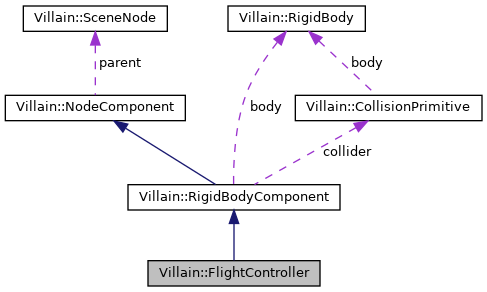 Villain::SceneNode
Villain::RigidBody
parent
body
Villain::NodeComponent
body
Villain::CollisionPrimitive
collider
Villain::RigidBodyComponent
Villain::FlightController